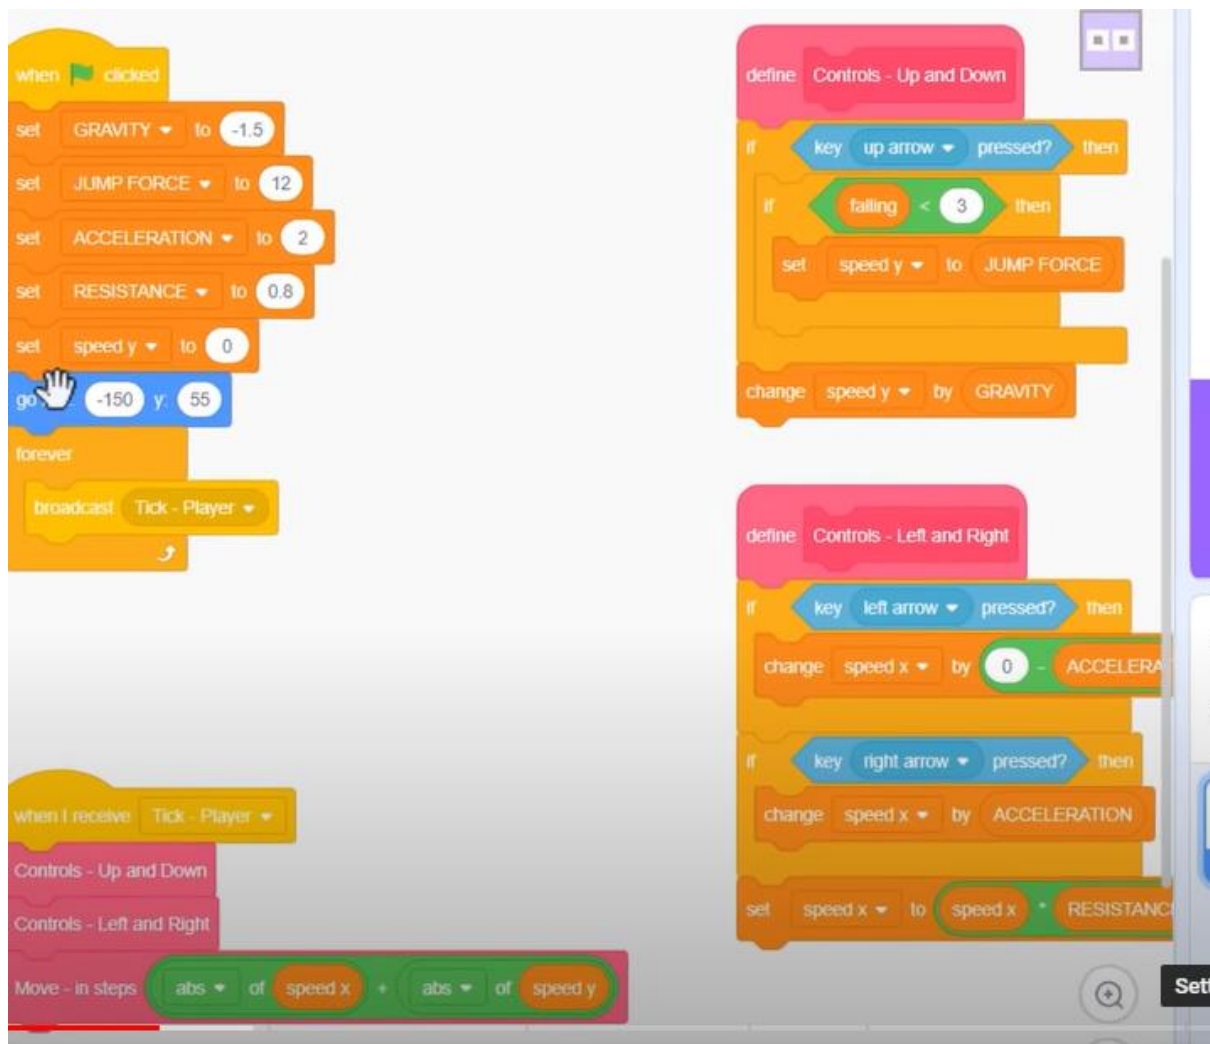 when clicked
set GRAVITY to -1.5
set JUMP FORCE to 12
set ACCELERATION to 2
set RESISTANCE to 0.8
set speed y to 0
go -150 y: 55
forever
broadcast Tick - Player
when I receive Tick - Player
Controls - Up and Down
Controls - Left and Right
Move - in steps abs of speed x + abs of speed y
define Controls - Up and Down
if key up arrow pressed? then
if falling < 3 then
set speed y to JUMP FORCE
change speed y by GRAVITY
define Controls - Left and Right
if key left arrow pressed? then
change speed x by 0 - ACCELERA
if key right arrow pressed? then
change speed x by ACCELERATION
set speed x to speed x * RESISTANC
Sett